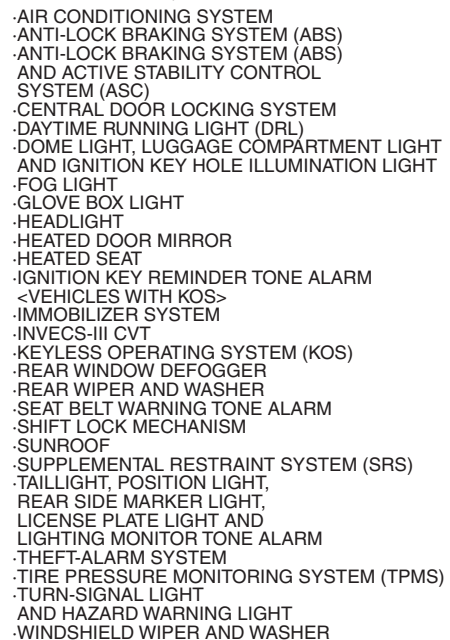 ·AIR CONDITIONING SYSTEM
·ANTI-LOCK BRAKING SYSTEM (ABS)
·ANTI-LOCK BRAKING SYSTEM (ABS)
AND ACTIVE STABILITY CONTROL
SYSTEM (ASC)
·CENTRAL DOOR LOCKING SYSTEM
·DAYTIME RUNNING LIGHT (DRL)
·DOME LIGHT, LUGGAGE COMPARTMENT LIGHT
AND IGNITION KEY HOLE ILLUMINATION LIGHT
·FOG LIGHT
·GLOVE BOX LIGHT
·HEADLIGHT
·HEATED DOOR MIRROR
·HEATED SEAT
·IGNITION KEY REMINDER TONE ALARM
<VEHICLES WITH KOS>
·IMMOBILIZER SYSTEM
·INVECS-III CVT
·KEYLESS OPERATING SYSTEM (KOS)
·REAR WINDOW DEFOGGER
·REAR WIPER AND WASHER
·SEAT BELT WARNING TONE ALARM
·SHIFT LOCK MECHANISM
·SUNROOF
·SUPPLEMENTAL RESTRAINT SYSTEM (SRS)
·TAILLIGHT, POSITION LIGHT,
REAR SIDE MARKER LIGHT,
LICENSE PLATE LIGHT AND
LIGHTING MONITOR TONE ALARM
·THEFT-ALARM SYSTEM
·TIRE PRESSURE MONITORING SYSTEM (TPMS)
·TURN-SIGNAL LIGHT
AND HAZARD WARNING LIGHT
·WINDSHIELD WIPER AND WASHER